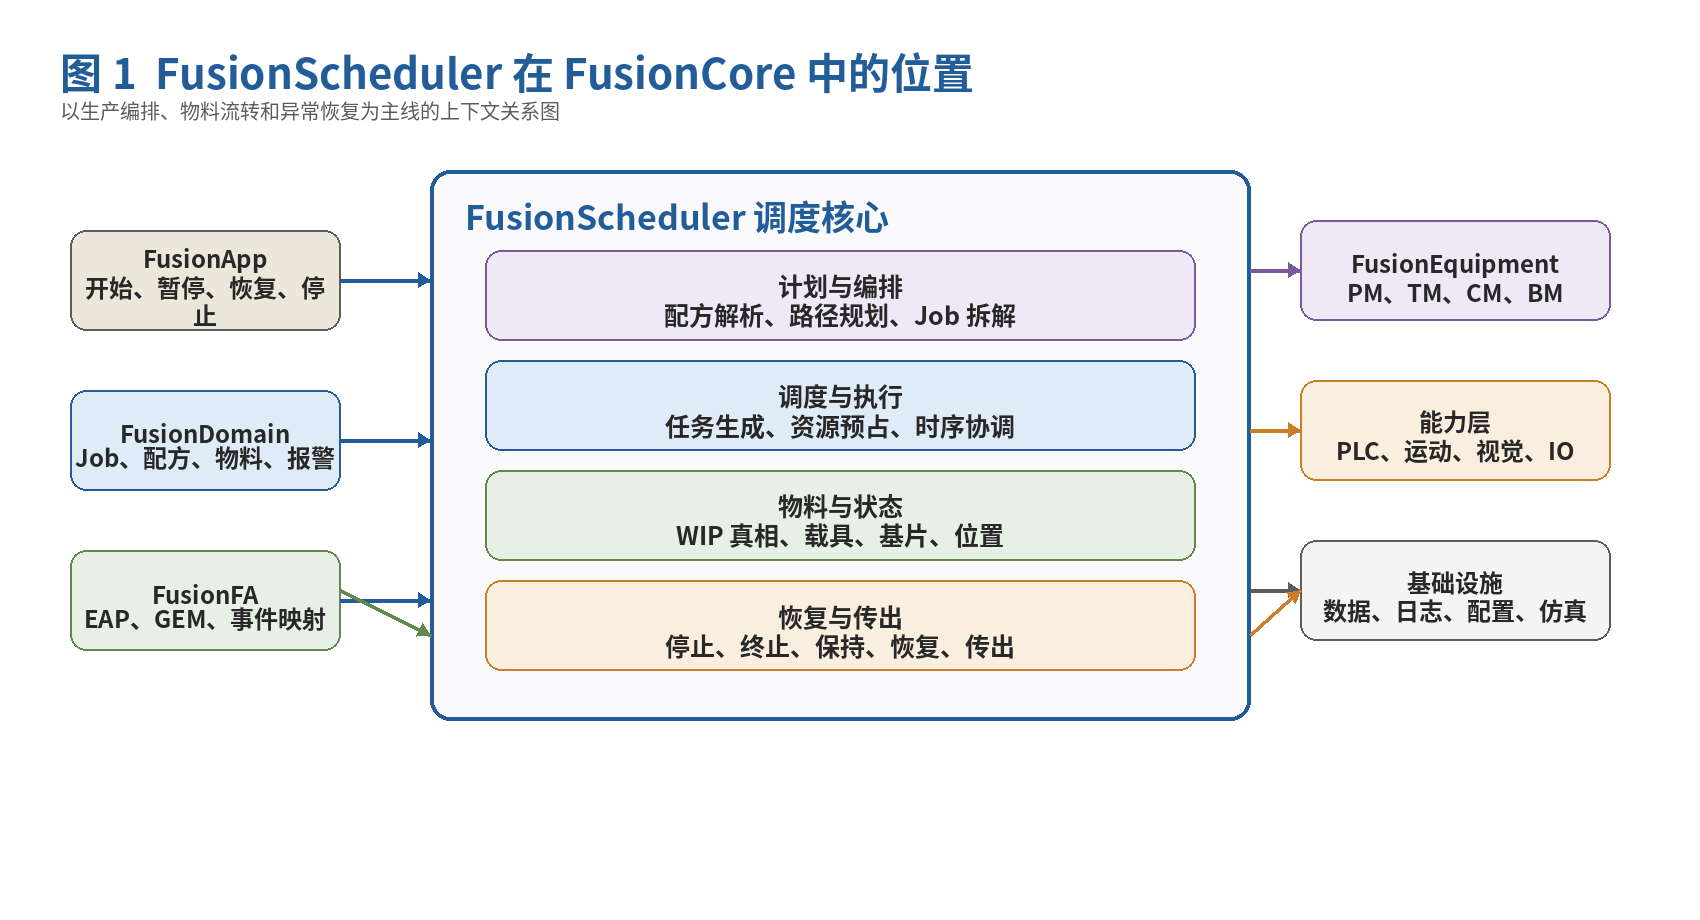 图 1 FusionScheduler 在 FusionCore 中的位置
以生产编排、物料流转和异常恢复为主线的上下文关系图
FusionApp
开始、暂停、恢复、停
止
FusionDomain
Job、配方、物料、报警
FusionFA
EAP、GEM、事件映射
FusionScheduler 调度核心
计划与编排
配方解析、路径规划、Job 拆解
调度与执行
任务生成、资源预占、时序协调
物料与状态
WIP 真相、载具、基片、位置
恢复与传出
停止、终止、保持、恢复、传出
FusionEquipment
PM、TM、CM、BM
能力层
PLC、运动、视觉、IO
基础设施
数据、日志、配置、仿真